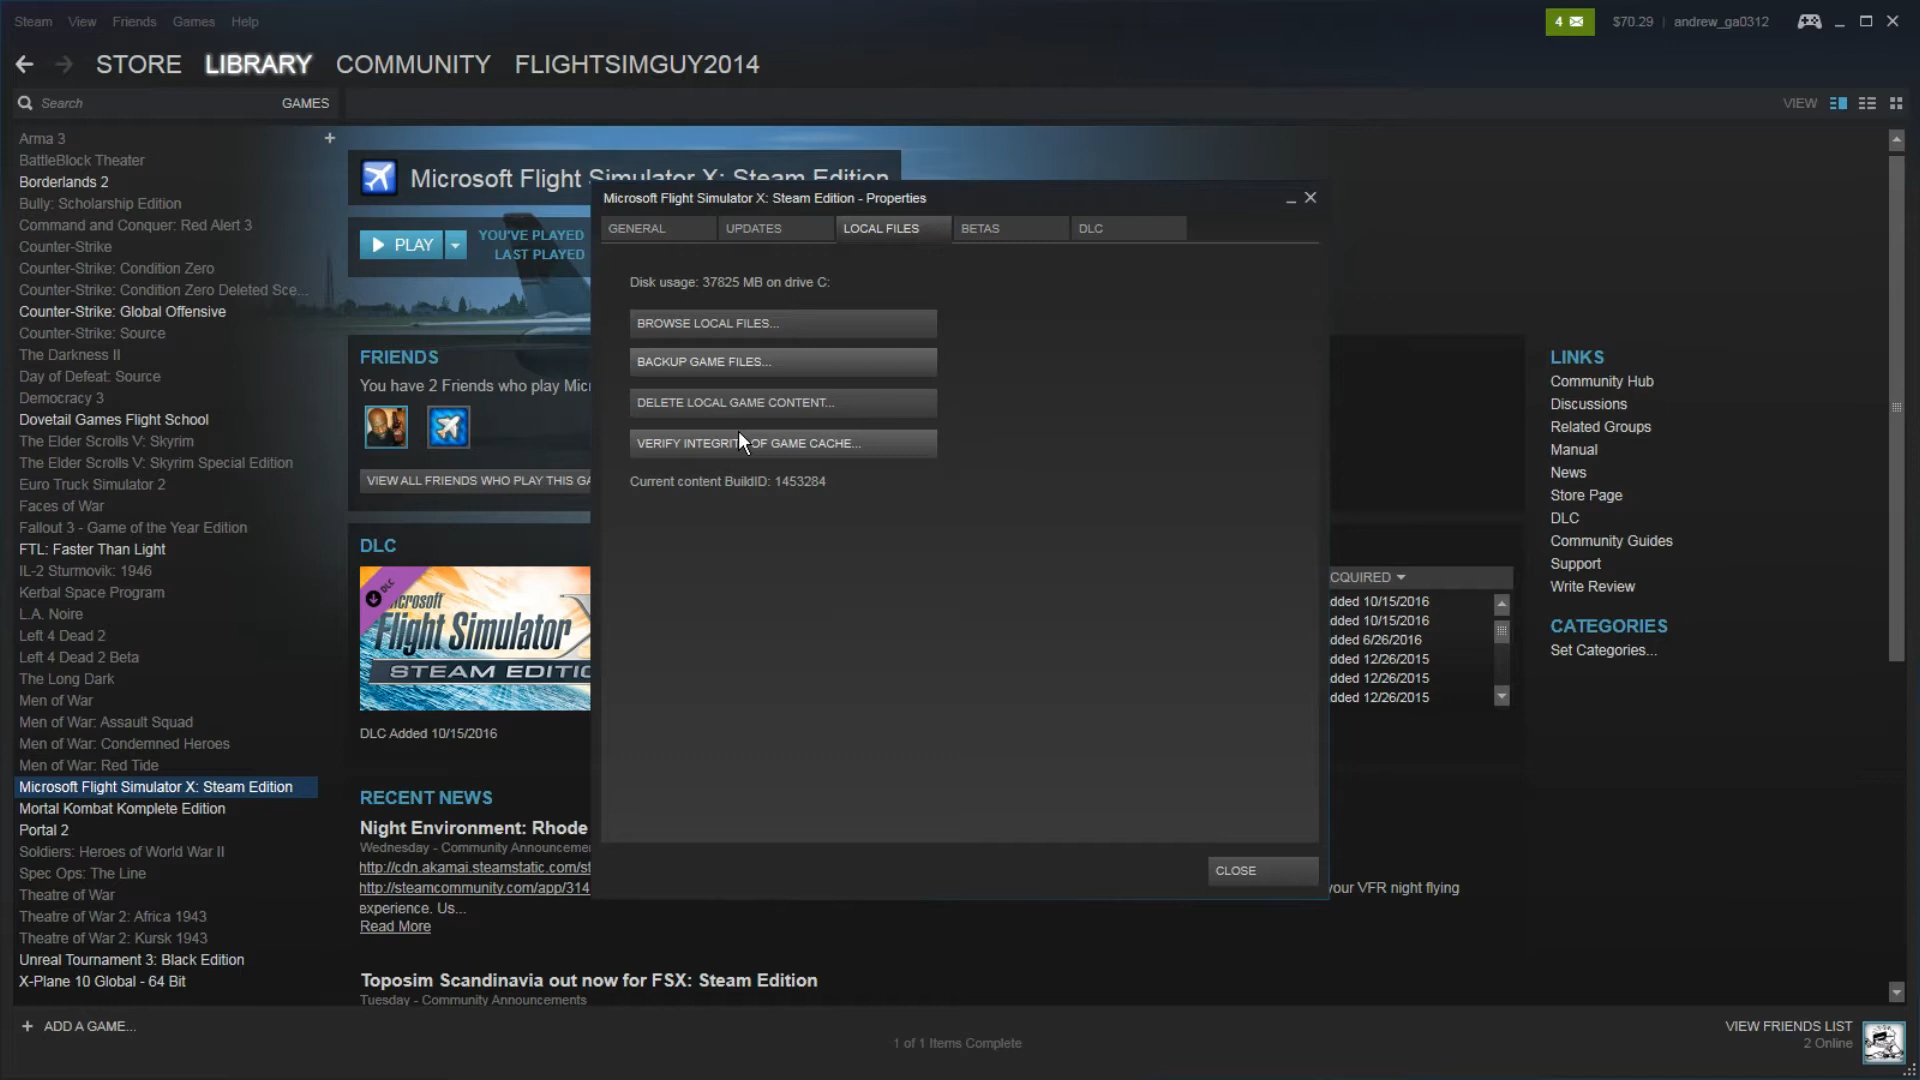 Steam View Friends Games Help
4
$70.29
andrew_ga0312
STORE LIBRARY COMMUNITY FLIGHTSIMGUY2014
Search
GAMES
VIEW
Arma 3
BattleBlock Theater
Borderlands 2
Bully: Scholarship Edition
Command and Conquer: Red Alert 3
Counter-Strike
Counter-Strike: Condition Zero
Counter-Strike: Condition Zero Deleted Sce...
Counter-Strike: Global Offensive
Counter-Strike: Source
The Darkness II
Day of Defeat: Source
Democracy 3
Dovetail Games Flight School
The Elder Scrolls V: Skyrim
The Elder Scrolls V: Skyrim Special Edition
Euro Truck Simulator 2
Faces of War
Fallout 3 - Game of the Year Edition
FTL: Faster Than Light
IL-2 Sturmovik: 1946
Kerbal Space Program
L.A. Noire
Left 4 Dead 2
Left 4 Dead 2 Beta
The Long Dark
Men of War
Men of War: Assault Squad
Men of War: Condemned Heroes
Men of War: Red Tide
Microsoft Flight Simulator X: Steam Edition
Mortal Kombat Komplete Edition
Portal 2
Soldiers: Heroes of World War II
Spec Ops: The Line
Theatre of War
Theatre of War 2: Africa 1943
Theatre of War 2: Kursk 1943
Unreal Tournament 3: Black Edition
X-Plane 10 Global - 64 Bit
+ ADD A GAME...
Microsoft Flight Simulator X: Steam Edition
PLAY
YOU'VE PLAYED
LAST PLAYED
FRIENDS
You have 2 Friends who play Mic
VIEW ALL FRIENDS WHO PLAY THIS GA
DLC
DLC
Microsoft
Flight Simulator X
STEAM EDITIO
DLC Added 10/15/2016
RECENT NEWS
Night Environment: Rhode
Wednesday - Community Announcemen
http://cdn.akamai.steamstatic.com/st
http://steamcommunity.com/app/314
your VFR night flying
experience. Us...
Read More
Toposim Scandinavia out now for FSX: Steam Edition
Tuesday - Community Announcements
Microsoft Flight Simulator X: Steam Edition - Properties
GENERAL UPDATES LOCAL FILES BETAS DLC
Disk usage: 37825 MB on drive C:
BROWSE LOCAL FILES...
BACKUP GAME FILES...
DELETE LOCAL GAME CONTENT...
VERIFY INTEGRITY OF GAME CACHE...
Current content BuildID: 1453284
CLOSE
CQUIRED
dded 10/15/2016
dded 10/15/2016
dded 6/26/2016
dded 12/26/2015
dded 12/26/2015
dded 12/26/2015
LINKS
Community Hub
Discussions
Related Groups
Manual
News
Store Page
DLC
Community Guides
Support
Write Review
CATEGORIES
Set Categories...
1 of 1 Items Complete
VIEW FRIENDS LIST
2 Online